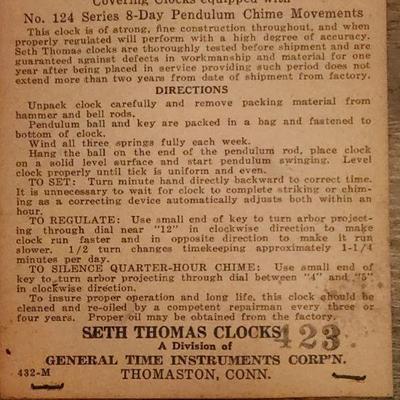 Covering Clocks equipped with
No. 124 Series 8-Day Pendulum Chime Movements
This clock is of strong, fine construction throughout, and when
properly regulated will perform with a high degree of accuracy.
Seth Thomas clocks are thoroughly tested before shipment and are
guaranteed against defects in workmanship and material for one
year after being placed in service providing such period does not
extend more than two years from date of shipment from factory.
DIRECTIONS
Unpack clock carefully and remove packing material from
hammer and bell rods.
Pendulum ball and key are packed in a bag and fastened to
bottom of clock.
Wind all three springs fully each week.
Hang the ball on the end of the pendulum rod, place clock
on a solid level surface and start pendulum swinging. Level
clock properly until tick is uniform and even.
TO SET: Turn minute hand directly backward to correct time.
It is unnecessary to wait for clock to complete striking or chim-
ing as a correcting device automatically adjusts both within an
hour.
TO REGULATE: Use small end of key to turn arbor project-
ing through dial near "12" in clockwise direction to make
clock run faster and in opposite direction to make it run
slower. 1/2 turn changes timekeeping approximately 1-1/4
minutes per day.
TO SILENCE QUARTER-HOUR CHIME: Use small end of
key to turn arbor projecting through dial between "4" and "5"
in clockwise direction.
To insure proper operation and long life, this clock should be
cleaned and re-oiled by a competent repairman every three or
four years. Proper oil may be obtained from the factory.
SETH THOMAS CLOCKS 423
A Division of
GENERAL TIME INSTRUMENTS CORP'N.
432-M THOMASTON, CONN.